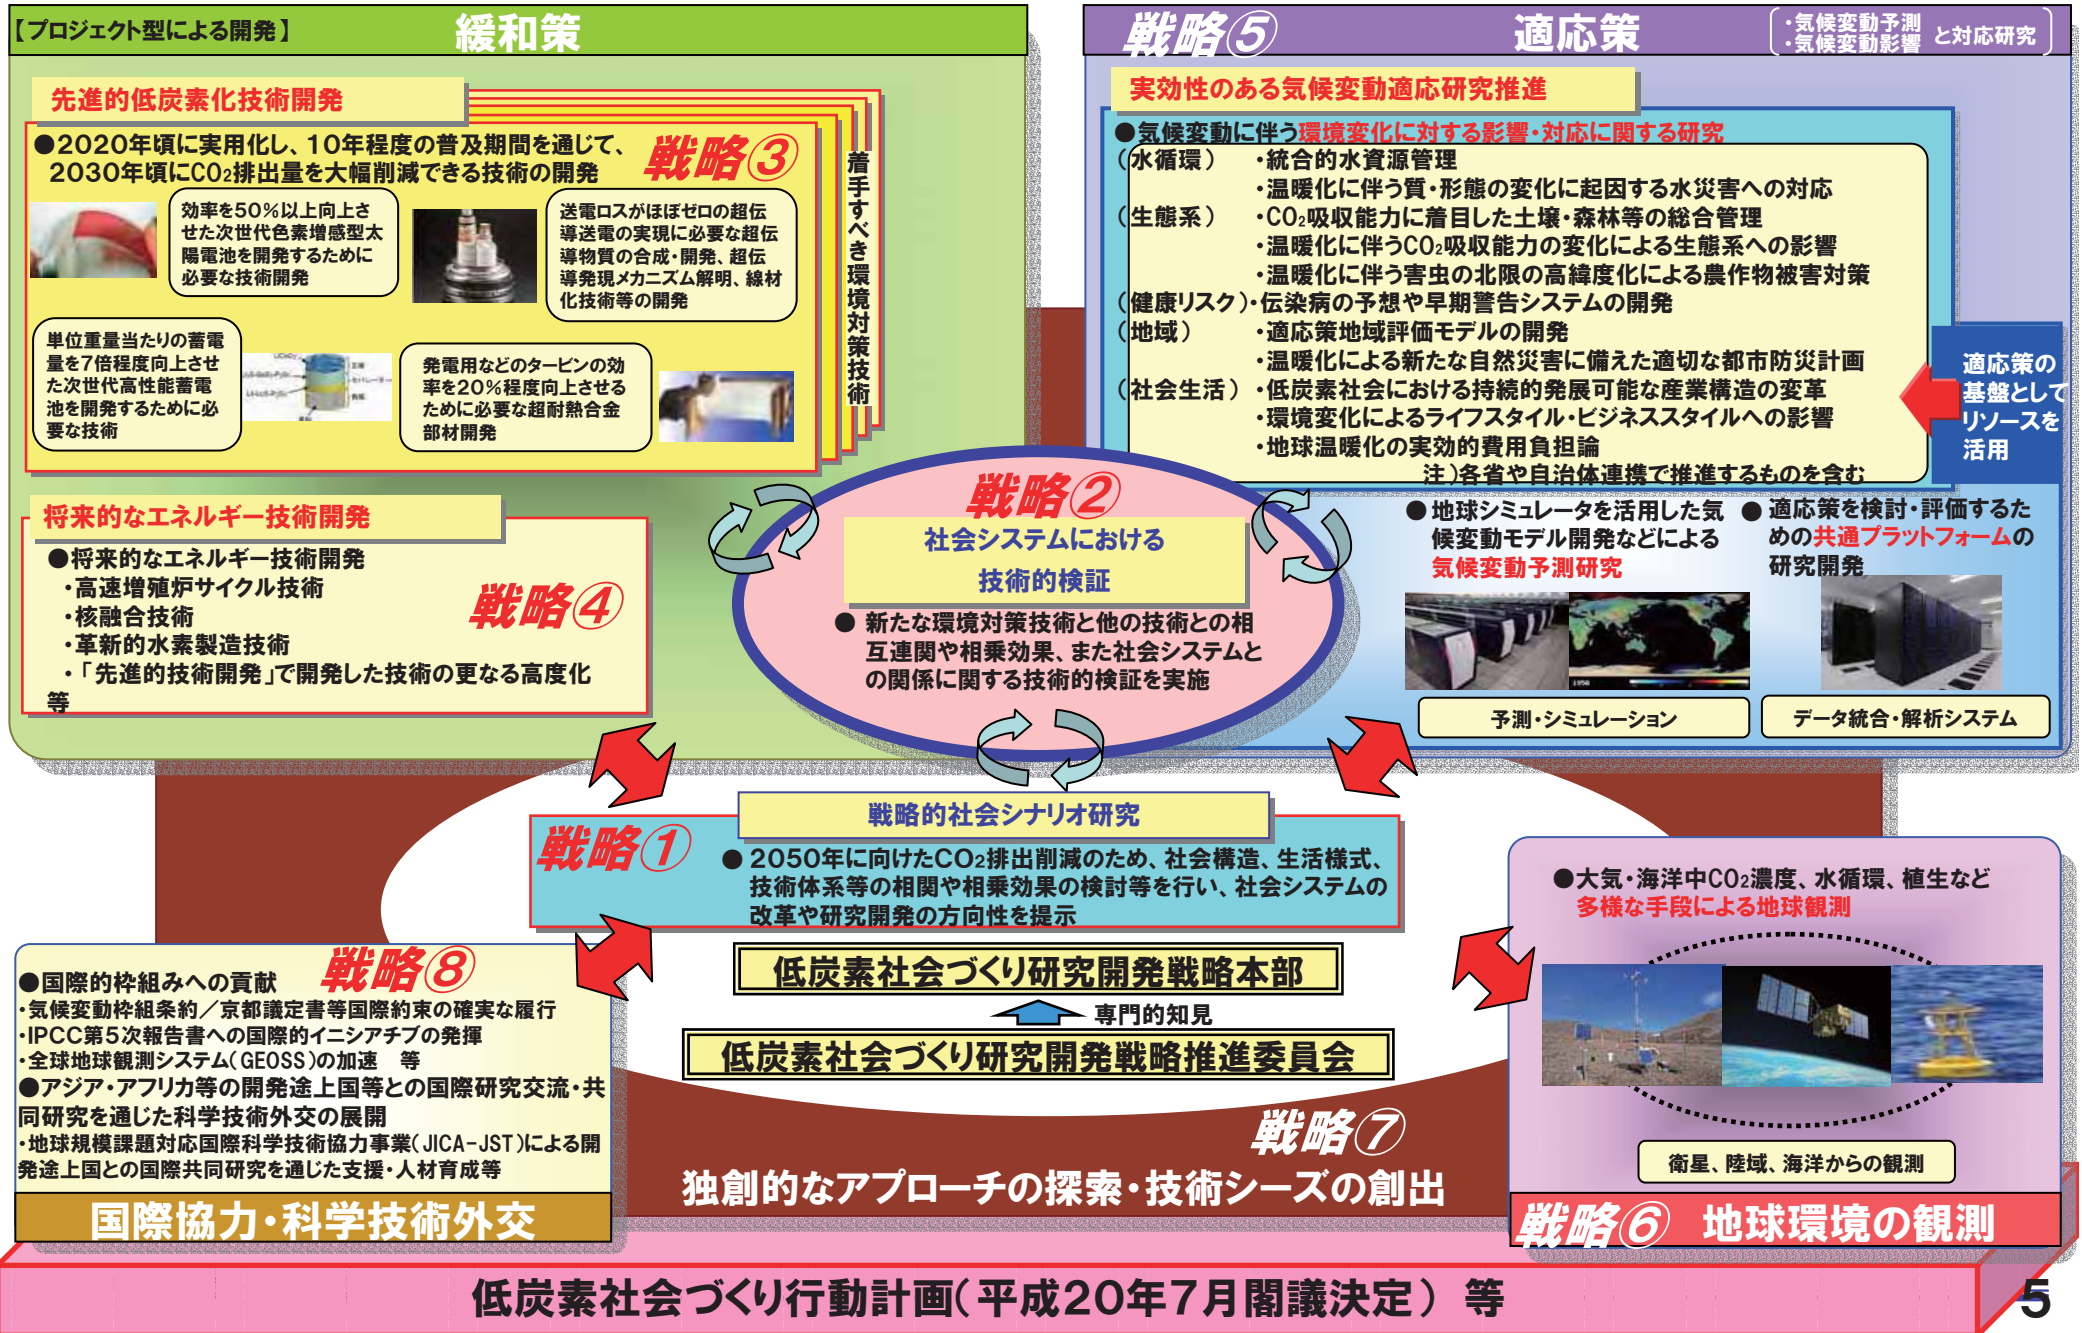 【プロジェクト型による開発】
緩和策
先進的低炭素化技術開発
●2020年頃に実用化し、10年程度の普及期間を通じて、
2030年頃にCO₂排出量を大幅削減できる技術の開発
戦略③
効率を50%以上向上さ
せた次世代色素増感型太
陽電池を開発するために
必要な技術開発
送電ロスがほぼゼロの超伝
導送電の実現に必要な超伝
導物質の合成・開発、超伝
導発現メカニズム解明、線材
化技術等の開発
単位重量当たりの蓄電
量を7倍程度向上させ
た次世代高性能蓄電
池を開発するために必
要な技術
発電用などのタービンの効
率を20%程度向上させる
ために必要な超耐熱合金
部材開発
着手すべき環境対策技術
将来的なエネルギー技術開発
●将来的なエネルギー技術開発
・高速増殖炉サイクル技術
・核融合技術
・革新的水素製造技術
・「先進的技術開発」で開発した技術の更なる高度化
等
戦略④
戦略⑤
適応策
・気候変動予測
・気候変動影響
と対応研究
実効性のある気候変動適応研究推進
●気候変動に伴う環境変化に対する影響・対応に関する研究
(水循環) ・統合的水資源管理
・温暖化に伴う質・形態の変化に起因する水災害への対応
(生態系) ・CO₂吸収能力に着目した土壌・森林等の総合管理
・温暖化に伴うCO₂吸収能力の変化による生態系への影響
・温暖化に伴う害虫の北限の高緯度化による農作物被害対策
(健康リスク)・伝染病の予想や早期警告システムの開発
(地域) ・適応策地域評価モデルの開発
・温暖化による新たな自然災害に備えた適切な都市防災計画
(社会生活) ・低炭素社会における持続的発展可能な産業構造の変革
・環境変化によるライフスタイル・ビジネススタイルへの影響
・地球温暖化の実効的費用負担論
注)各省や自治体連携で推進するものを含む
適応策の
基盤として
リソースを
活用
●地球シミュレータを活用した気
候変動モデル開発などによる
気候変動予測研究
予測・シミュレーション
●適応策を検討・評価するた
めの共通プラットフォームの
研究開発
1950
データ統合・解析システム
戦略②
社会システムにおける
技術的検証
●新たな環境対策技術と他の技術との相
互連関や相乗効果、また社会システムと
の関係に関する技術的検証を実施
戦略的社会シナリオ研究
戦略①
●2050年に向けたCO₂排出削減のため、社会構造、生活様式、
技術体系等の相関や相乗効果の検討等を行い、社会システムの
改革や研究開発の方向性を提示
低炭素社会づくり研究開発戦略本部
専門的知見
低炭素社会づくり研究開発戦略推進委員会
戦略⑦
独創的なアプローチの探索・技術シーズの創出
戦略⑧
●国際的枠組みへの貢献
・気候変動枠組条約/京都議定書等国際約束の確実な履行
・IPCC第5次報告書への国際的イニシアチブの発揮
・全球地球観測システム(GEOSS)の加速 等
●アジア・アフリカ等の開発途上国等との国際研究交流・共
同研究を通じた科学技術外交の展開
・地球規模課題対応国際科学技術協力事業(JICA-JST)による開
発途上国との国際共同研究を通じた支援・人材育成等
国際協力・科学技術外交
●大気・海洋中CO₂濃度、水循環、植生など
多様な手段による地球観測
衛星、陸域、海洋からの観測
戦略⑥ 地球環境の観測
低炭素社会づくり行動計画(平成20年7月閣議決定) 等
5